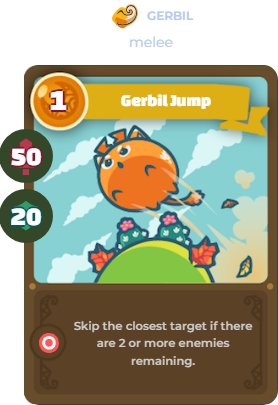 GERBIL
melee
1
Gerbil Jump
50
20
Skip the closest target if there
are 2 or more enemies
remaining.